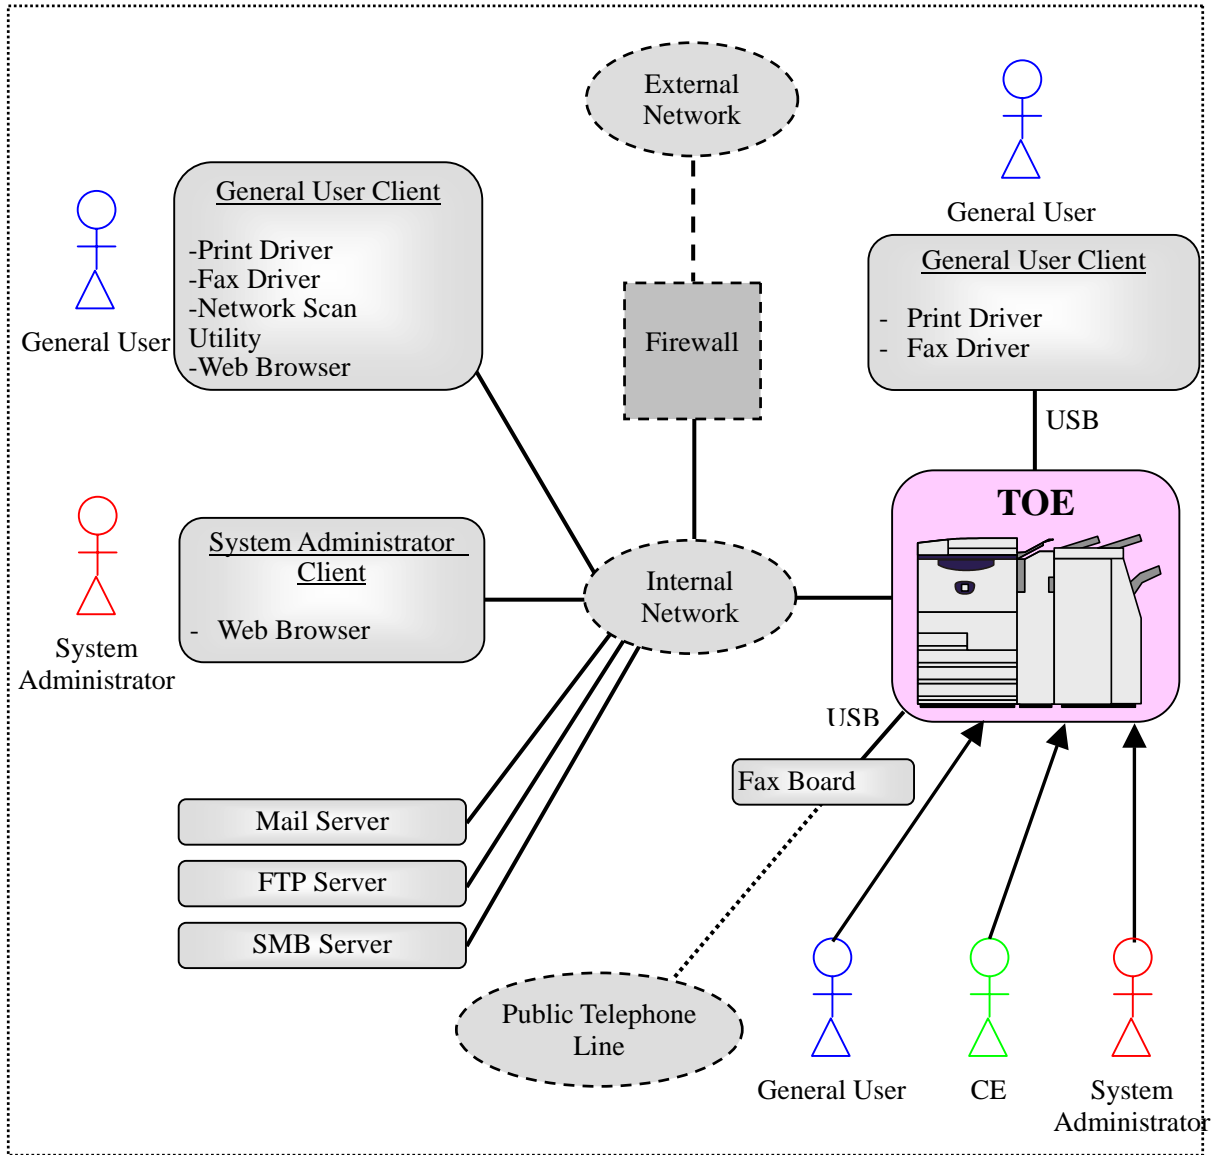 External
Network
General User
General User Client
-Print Driver
-Fax Driver
-Network Scan
Utility
-Web Browser
General User
General User Client
- Print Driver
- Fax Driver
Firewall
USB
TOE
System Administrator
Client
- Web Browser
System
Administrator
Internal
Network
USB
Fax Board
Mail Server
FTP Server
SMB Server
Public Telephone
Line
General User
CE
System
Administrator